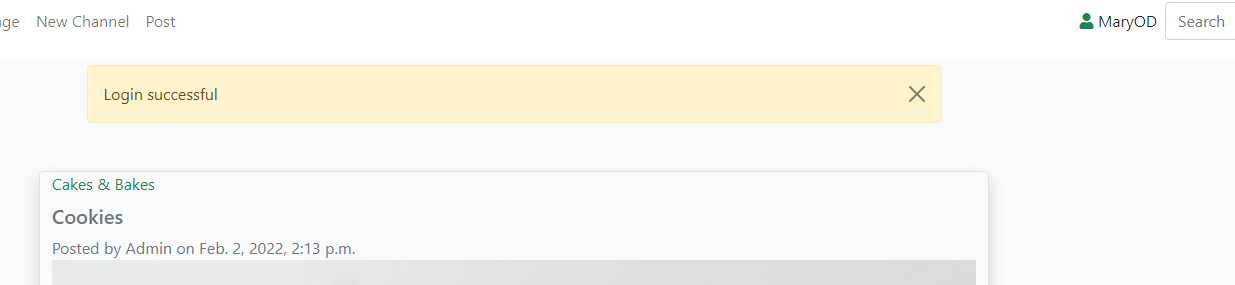 New Channel Post MaryOD Search
Login successful
Cakes & Bakes
Cookies
Posted by Admin on Feb. 2, 2022, 2:13 p.m.